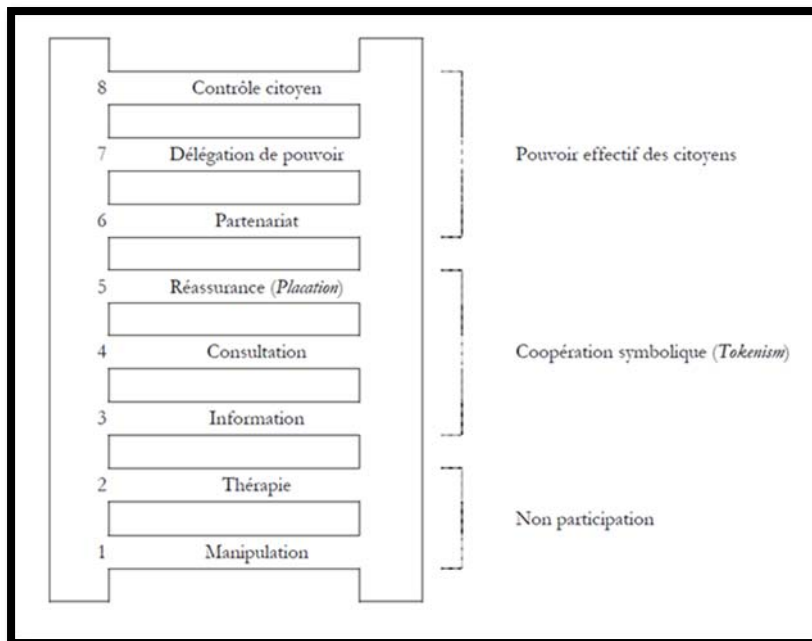 8 Contrôle citoyen
7 Délégation de pouvoir
Pouvoir effectif des citoyens
6 Partenariat
5 Réassurance (Placation)
4 Consultation
Coopération symbolique (Tokenism)
3 Information
2 Thérapie
Non participation
1 Manipulation